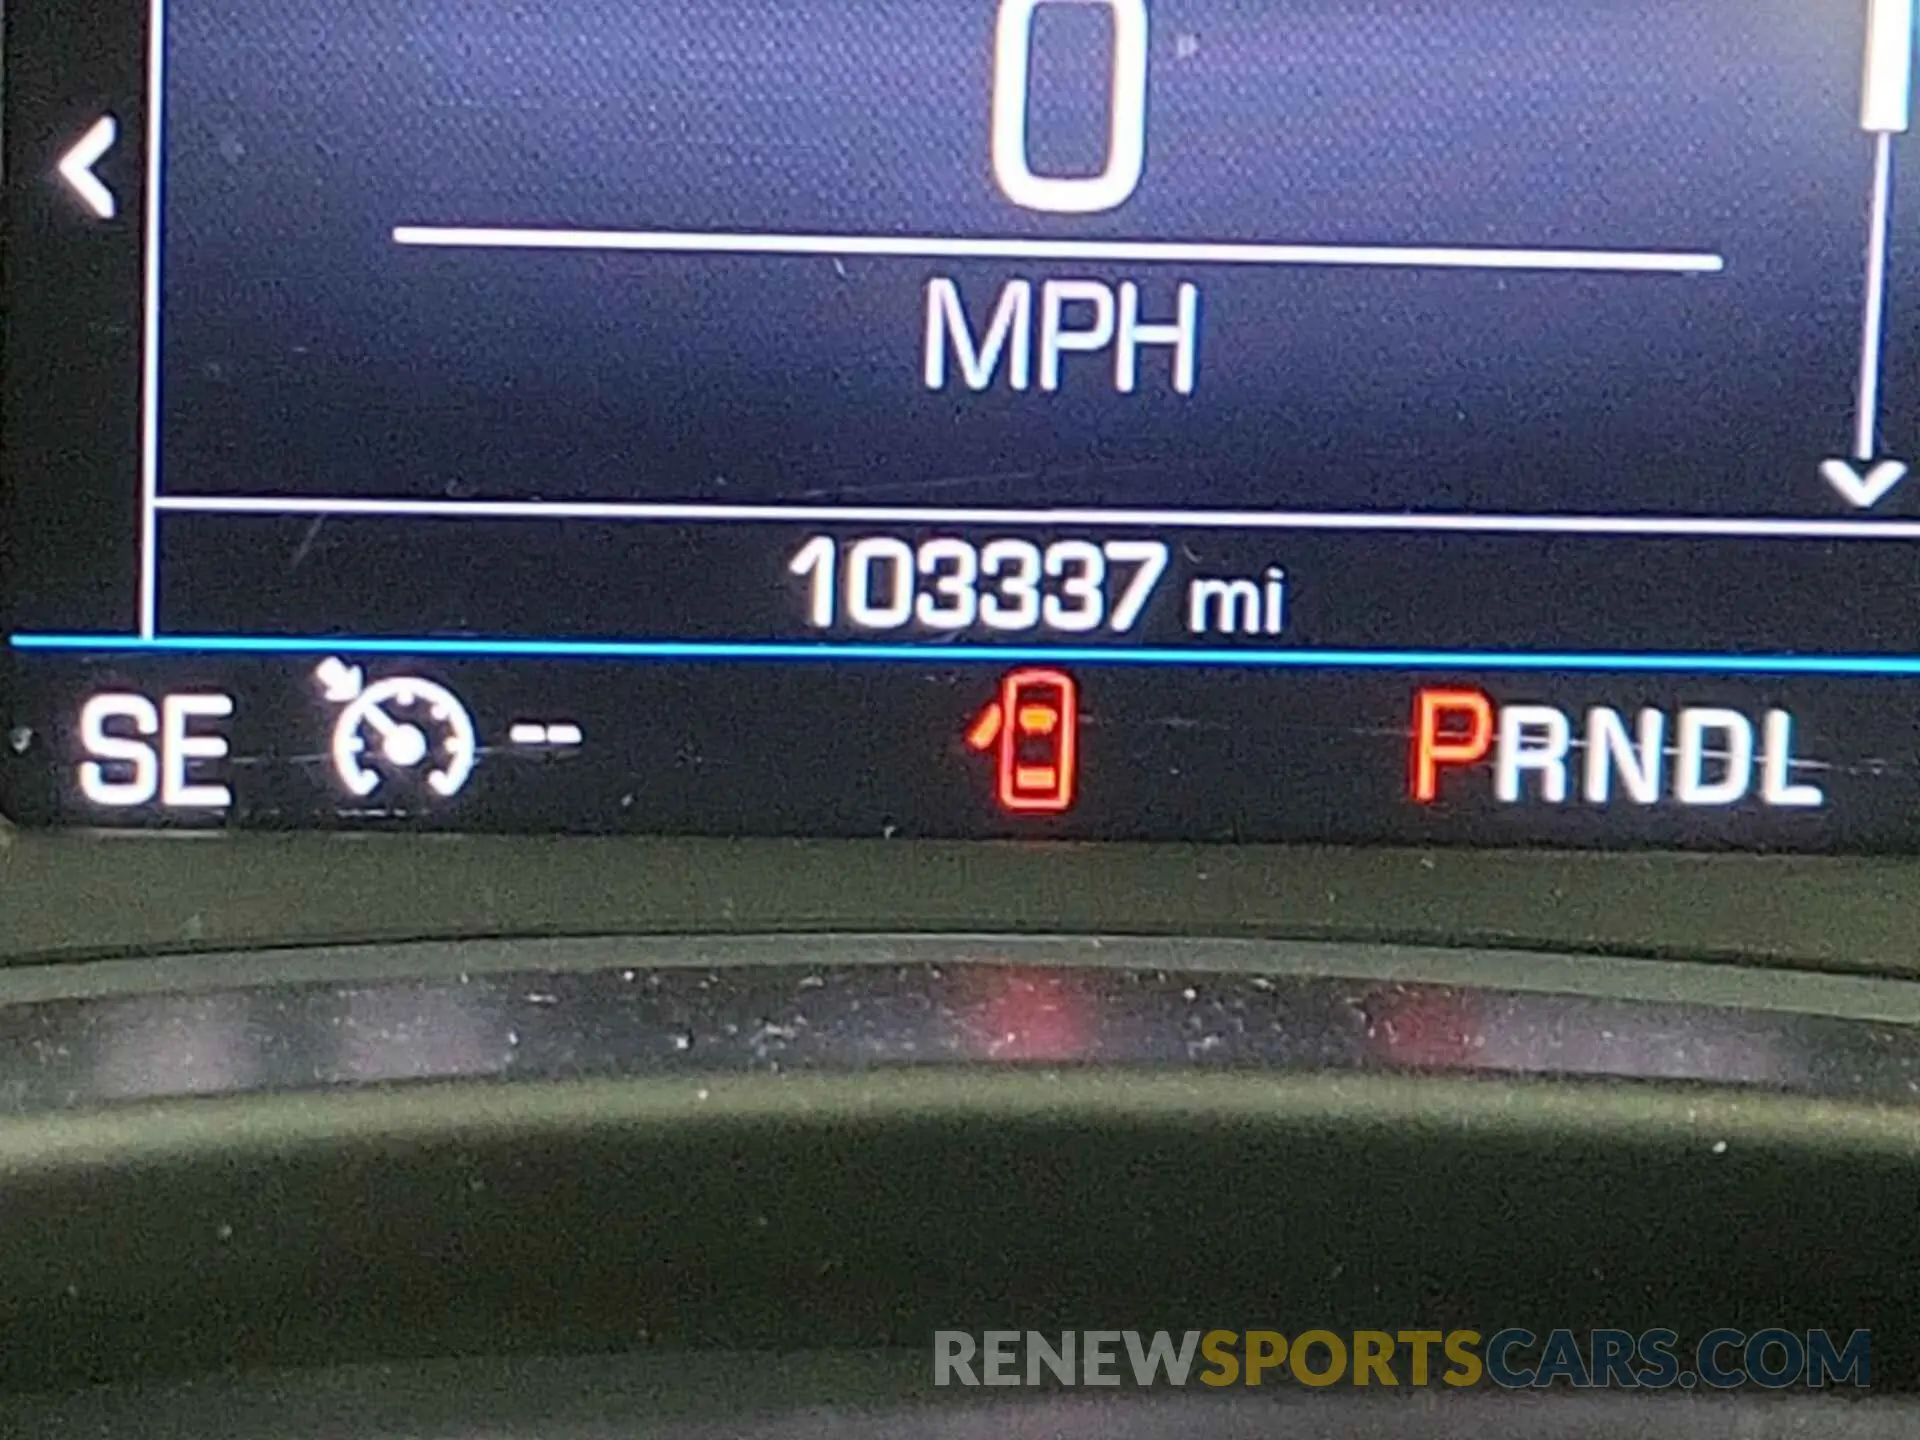 0
MPH
103337 mi
SE -- PRNDL
RENEWSPORTSCARS.COM